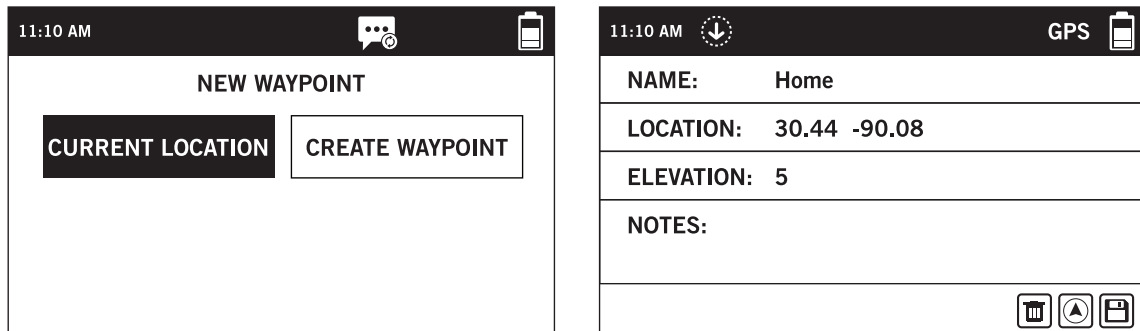 11:10 AM
NEW WAYPOINT
CURRENT LOCATION
CREATE WAYPOINT
11:10 AM GPS
NAME: Home
LOCATION: 30.44 -90.08
ELEVATION: 5
NOTES: